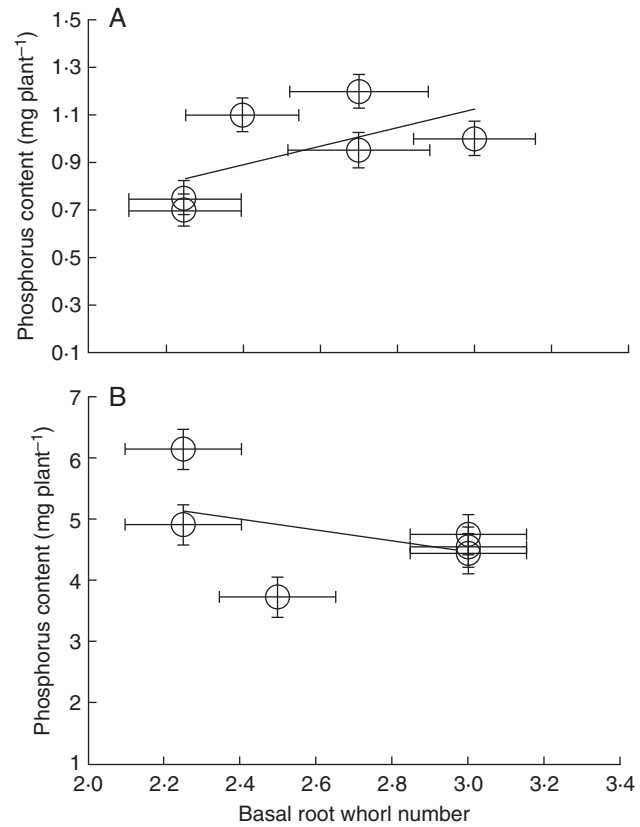 A
Phosphorus content (mg plant⁻¹)
1·5
1·3
1·1
0·9
0·7
0·5
0·3
0·1
B
Phosphorus content (mg plant⁻¹)
7
6
5
4
3
2
1
2·0 2·2 2·4 2·6 2·8 3·0 3·2 3·4
Basal root whorl number